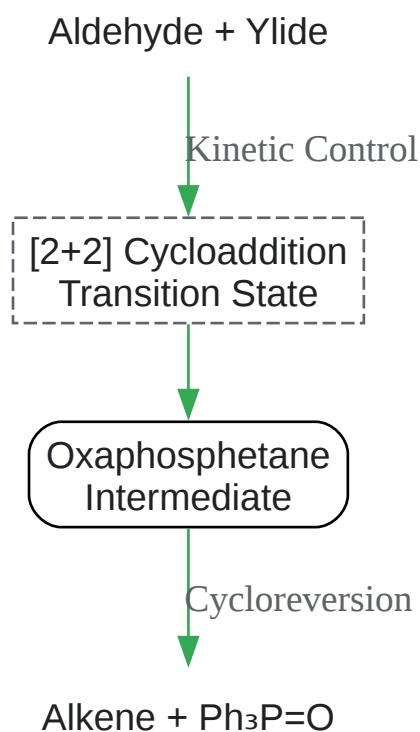 Aldehyde + Ylide
Kinetic Control
[2+2] Cycloaddition
Transition State
Oxaphosphetane
Intermediate
Cycloreversion
Alkene + Ph₃P=O